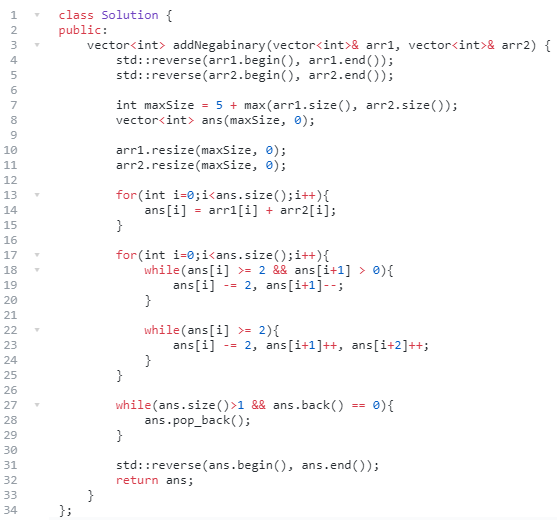 1 class Solution {
2 public:
3     vector<int> addNegabinary(vector<int>& arr1, vector<int>& arr2) {
4         std::reverse(arr1.begin(), arr1.end());
5         std::reverse(arr2.begin(), arr2.end());
6
7         int maxSize = 5 + max(arr1.size(), arr2.size());
8         vector<int> ans(maxSize, 0);
9
10         arr1.resize(maxSize, 0);
11         arr2.resize(maxSize, 0);
12
13         for(int i=0;i<ans.size();i++){
14             ans[i] = arr1[i] + arr2[i];
15         }
16
17         for(int i=0;i<ans.size();i++){
18             while(ans[i] >= 2 && ans[i+1] > 0){
19                 ans[i] -= 2, ans[i+1]--;
20             }
21
22             while(ans[i] >= 2){
23                 ans[i] -= 2, ans[i+1]++, ans[i+2]++;
24             }
25         }
26
27         while(ans.size()>1 && ans.back() == 0){
28             ans.pop_back();
29         }
30
31         std::reverse(ans.begin(), ans.end());
32         return ans;
33     }
34 };